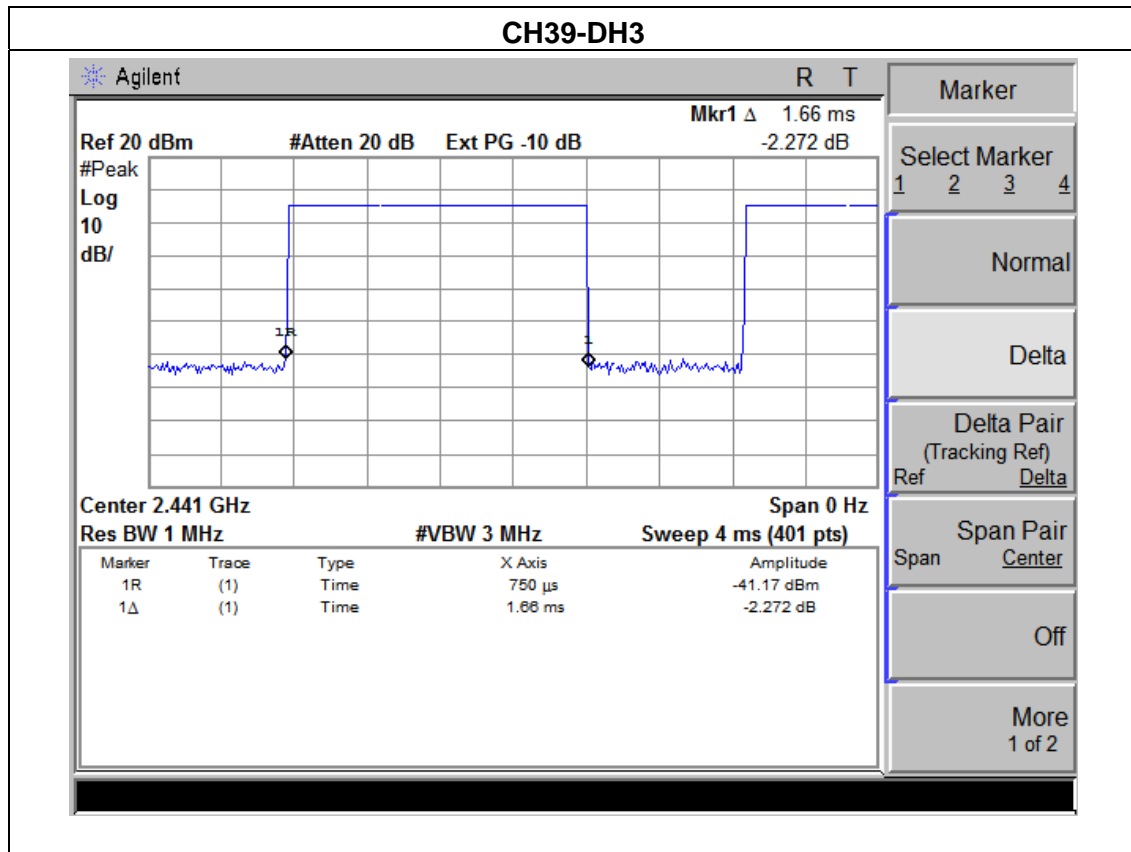 CH39-DH3
Agilent R T
Mkr1 Δ 1.66 ms
Ref 20 dBm #Atten 20 dB Ext PG -10 dB -2.272 dB
#Peak
Log
10
dB/
1R
1
Center 2.441 GHz Span 0 Hz
Res BW 1 MHz #VBW 3 MHz Sweep 4 ms (401 pts)
Marker Trace Type X Axis Amplitude
1R (1) Time 750 µs -41.17 dBm
1Δ (1) Time 1.66 ms -2.272 dB
Marker
Select Marker
1 2 3 4
Normal
Delta
Delta Pair
(Tracking Ref)
Ref Delta
Span Pair
Span Center
Off
More
1 of 2